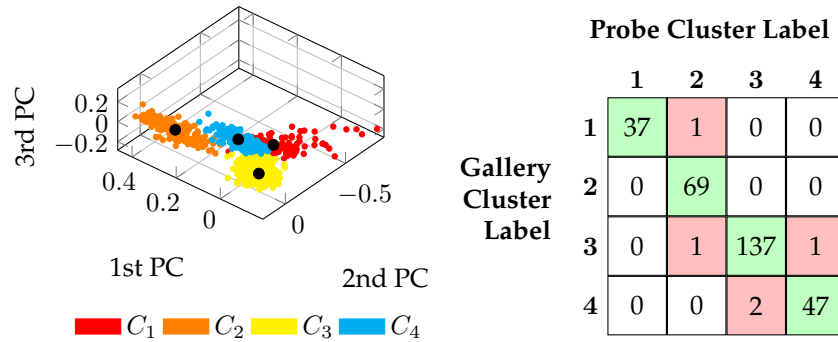 3rd PC
0.2
0
−0.2
0.4
0.2
0
0
−0.5
1st PC
2nd PC
C1 C2 C3 C4
Probe Cluster Label
1 2 3 4
Gallery
Cluster
Label
1 37 1 0 0
2 0 69 0 0
3 0 1 137 1
4 0 0 2 47